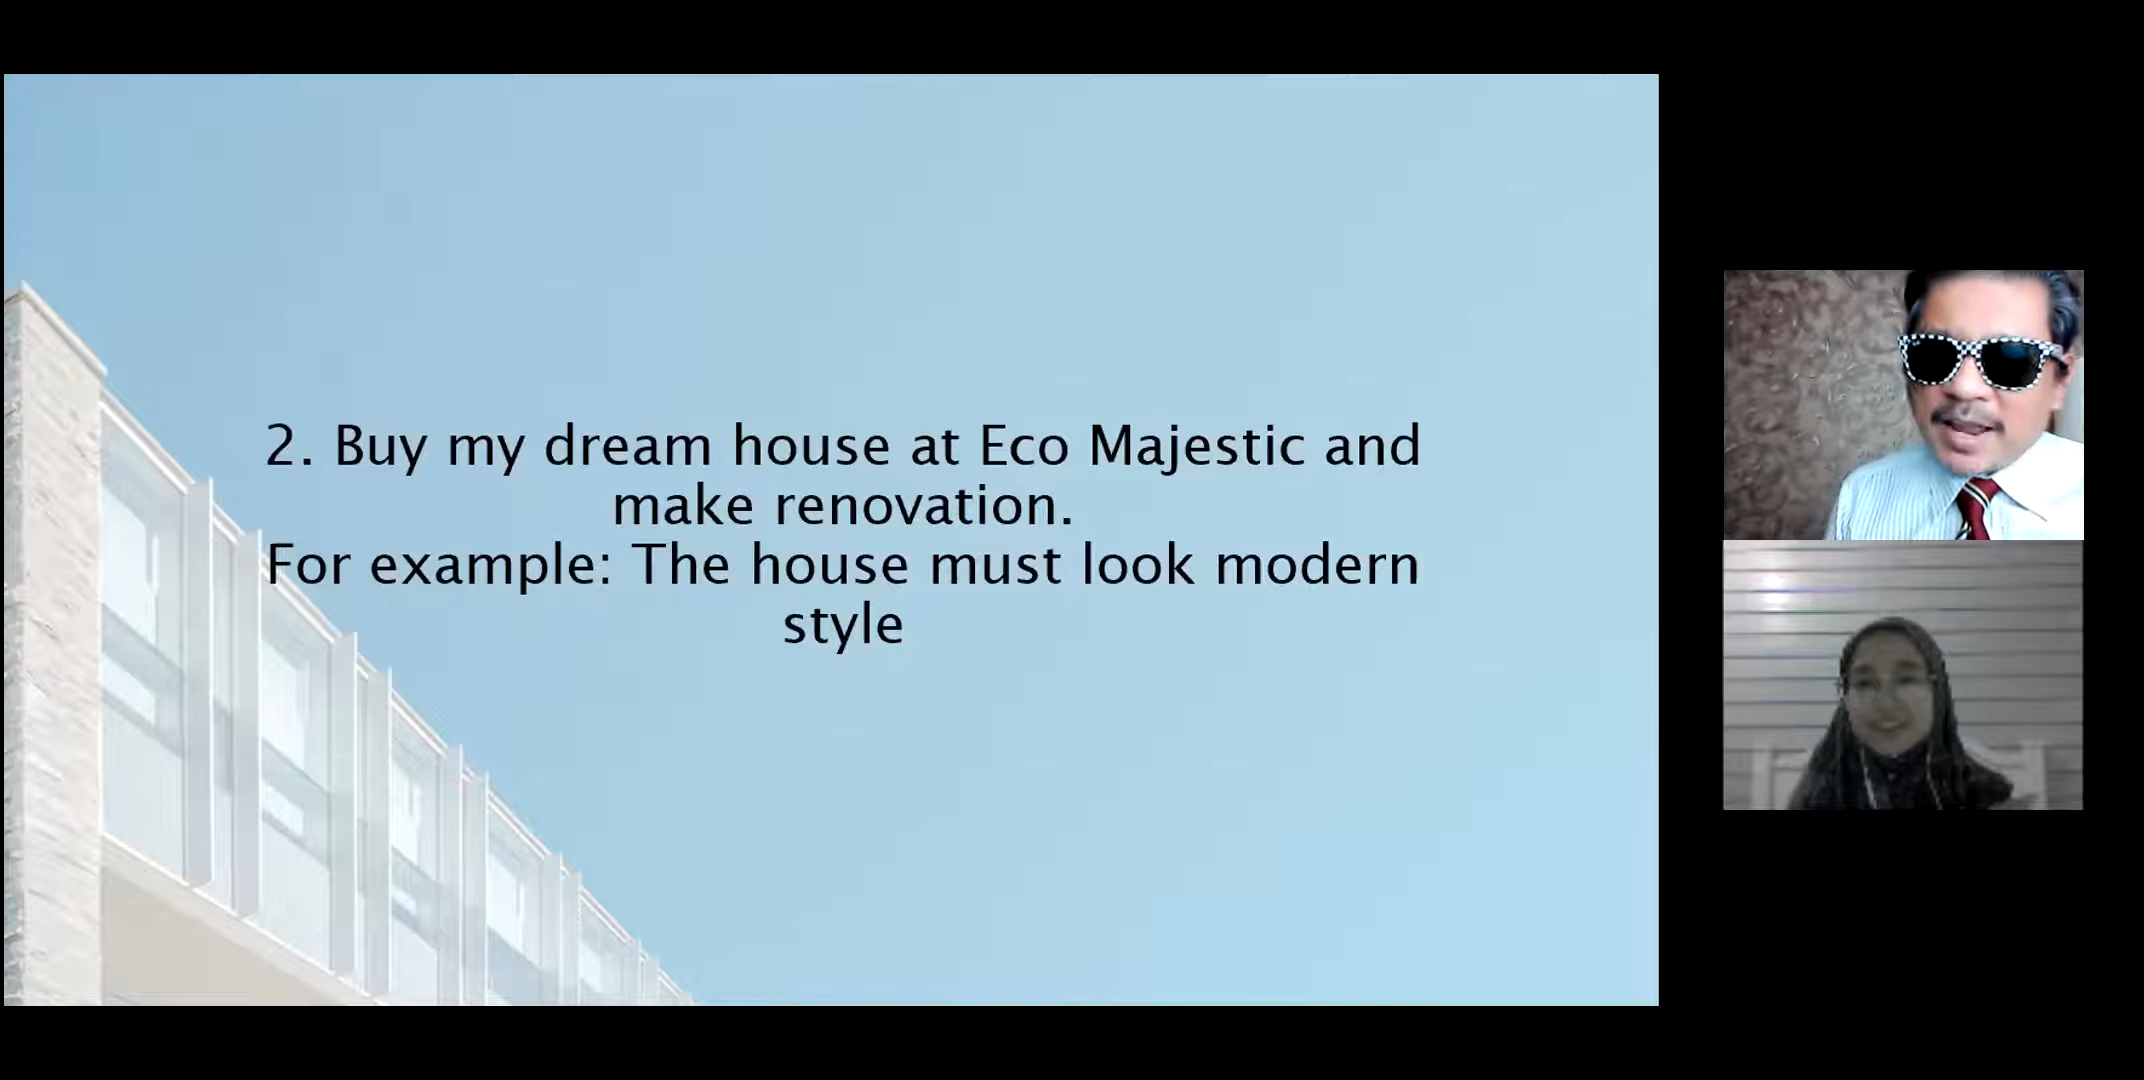 2. Buy my dream house at Eco Majestic and
make renovation.
For example: The house must look modern
style